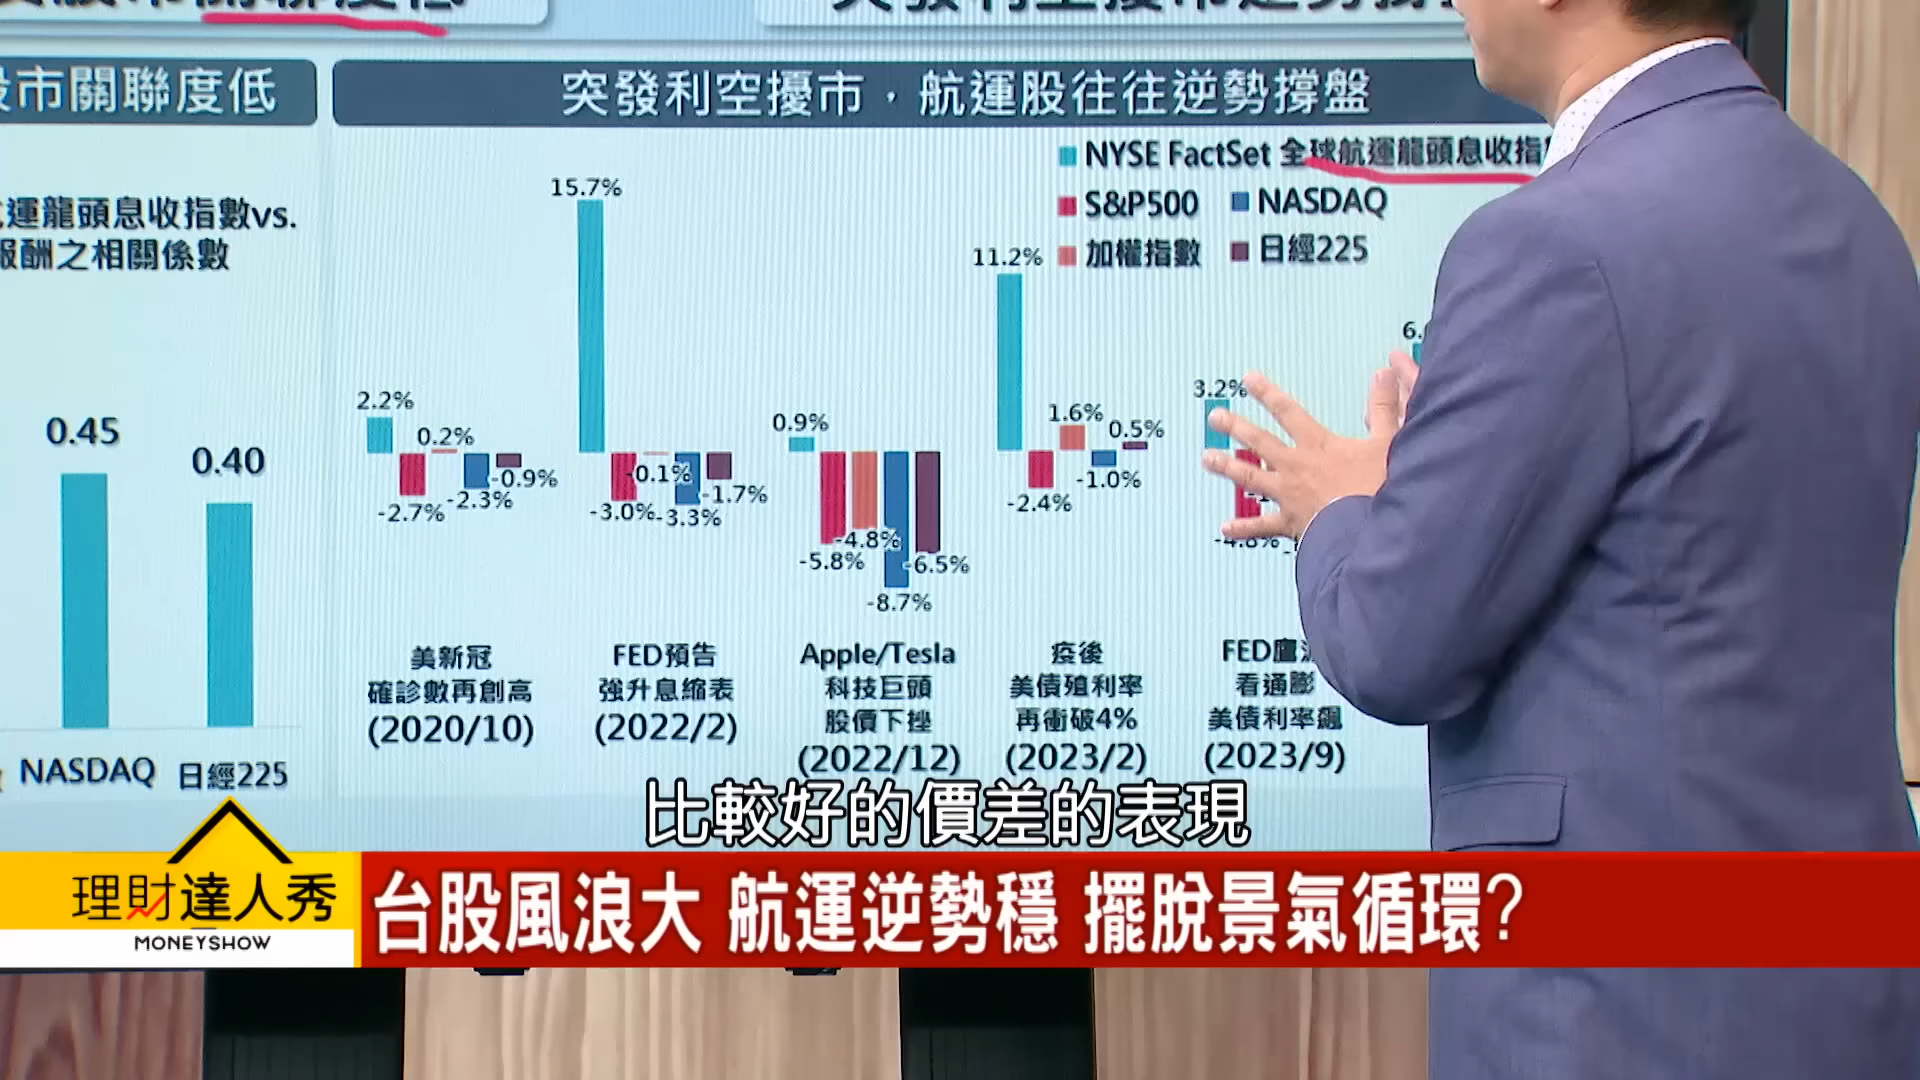 股市關聯度低
突發利空擾市，航運股往往逆勢撐盤
NYSE FactSet 全球航運龍頭息收指數
S&P500
NASDAQ
加權指數
日經225
運龍頭息收指數vs.
報酬之相關係數
0.45
0.40
NASDAQ
日經225
2.2%
-2.7%
0.2%
-2.3%
-0.9%
15.7%
-3.0%
-0.1%
-3.3%
-1.7%
0.9%
-5.8%
-4.8%
-8.7%
-6.5%
11.2%
-2.4%
1.6%
-1.0%
0.5%
3.2%
-4.8%
美新冠
確診數再創高
(2020/10)
FED預告
強升息縮表
(2022/2)
Apple/Tesla
科技巨頭
股價下挫
(2022/12)
疫後
美債殖利率
再衝破4%
(2023/2)
FED鷹派
看通膨
美債利率飆
(2023/9)
比較好的價差的表現
理財達人秀
MONEYSHOW
台股風浪大 航運逆勢穩 擺脫景氣循環?